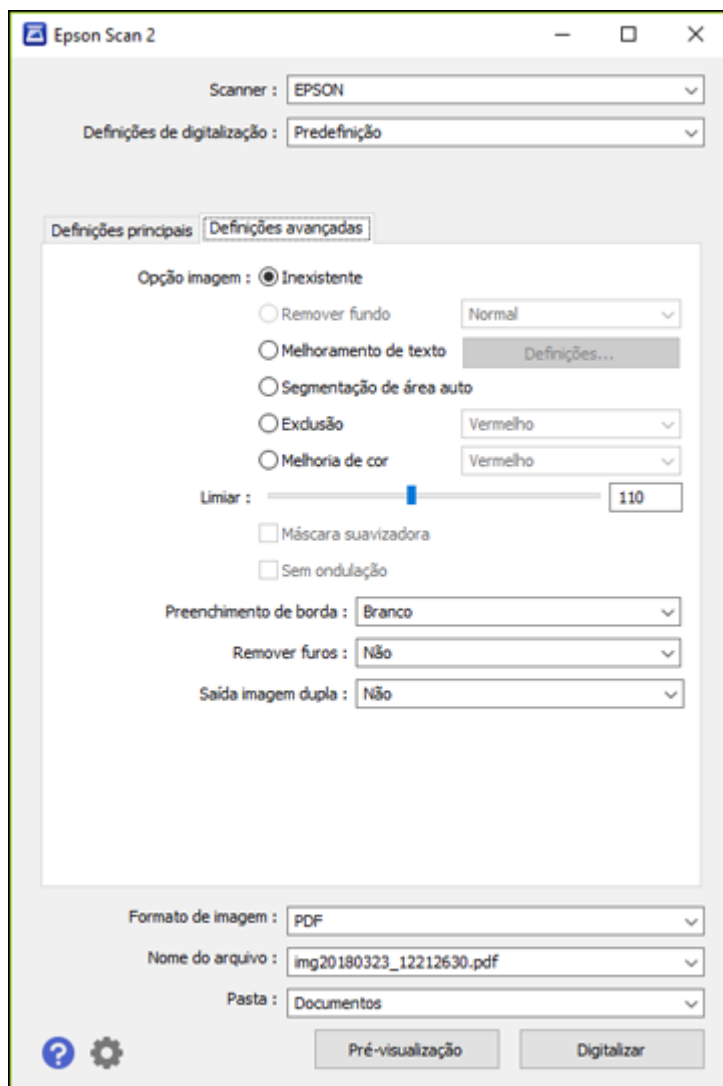 Epson Scan 2
Scanner : EPSON
Definições de digitalização : Predefinição
Definições principais Definições avançadas
Opção imagem : Inexistente
Remover fundo Normal
Melhoramento de texto Definições...
Segmentação de área auto
Exclusão Vermelho
Melhoria de cor Vermelho
Limiar : 110
Máscara suavizadora
Sem ondulação
Preenchimento de borda : Branco
Remover furos : Não
Saída imagem dupla : Não
Formato de imagem : PDF
Nome do arquivo : img20180323_12212630.pdf
Pasta : Documentos
? Pré-visualização Digitalizar